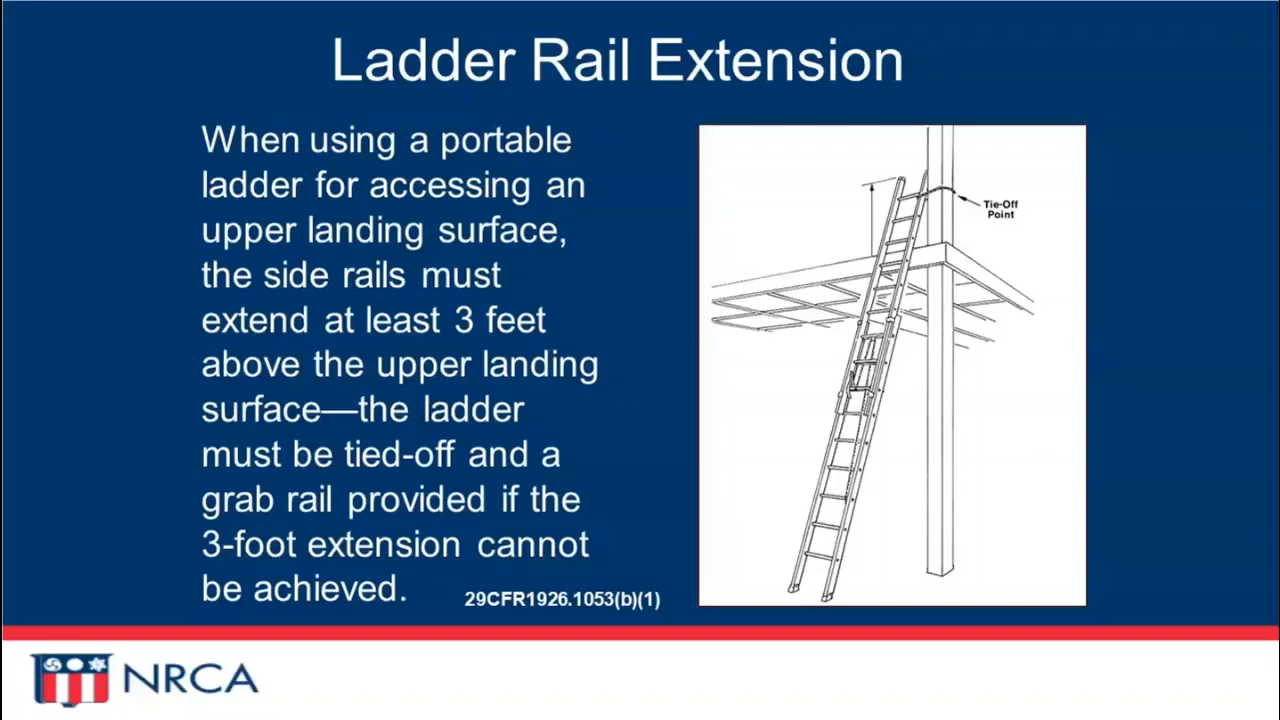 Ladder Rail Extension
When using a portable
ladder for accessing an
upper landing surface,
the side rails must
extend at least 3 feet
above the upper landing
surface—the ladder
must be tied-off and a
grab rail provided if the
3-foot extension cannot
be achieved.
29CFR1926.1053(b)(1)
Tie-Off
Point
NRCA